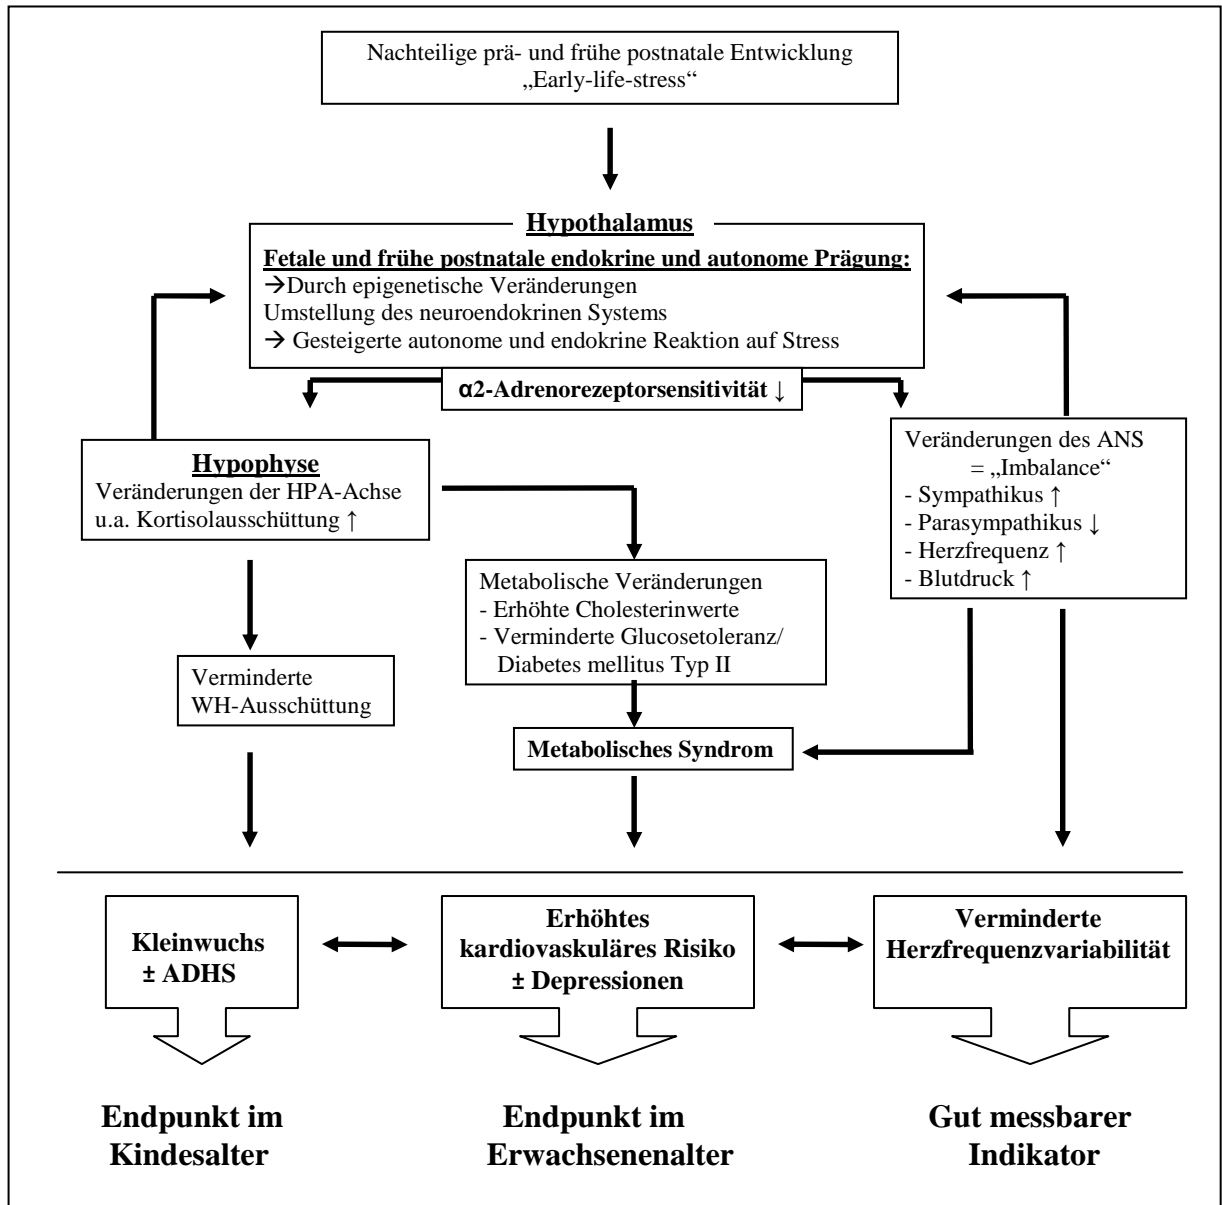 Nachteilige prä- und frühe postnatale Entwicklung
„Early-life-stress“
Hypothalamus
Fetale und frühe postnatale endokrine und autonome Prägung:
→Durch epigenetische Veränderungen
Umstellung des neuroendokrinen Systems
→ Gesteigerte autonome und endokrine Reaktion auf Stress
α2-Adrenorezeptorsensitivität ↓
Hypophyse
Veränderungen der HPA-Achse
u.a. Kortisolausschüttung ↑
Veränderungen des ANS
= „Imbalance“
- Sympathikus ↑
- Parasympathikus ↓
- Herzfrequenz ↑
- Blutdruck ↑
Metabolische Veränderungen
- Erhöhte Cholesterinwerte
- Verminderte Glucosetoleranz/
Diabetes mellitus Typ II
Verminderte
WH-Ausschüttung
Metabolisches Syndrom
Kleinwuchs
± ADHS
Erhöhtes
kardiovaskuläres Risiko
± Depressionen
Verminderte
Herzfrequenzvariabilität
Endpunkt im
Kindesalter
Endpunkt im
Erwachsenenalter
Gut messbarer
Indikator